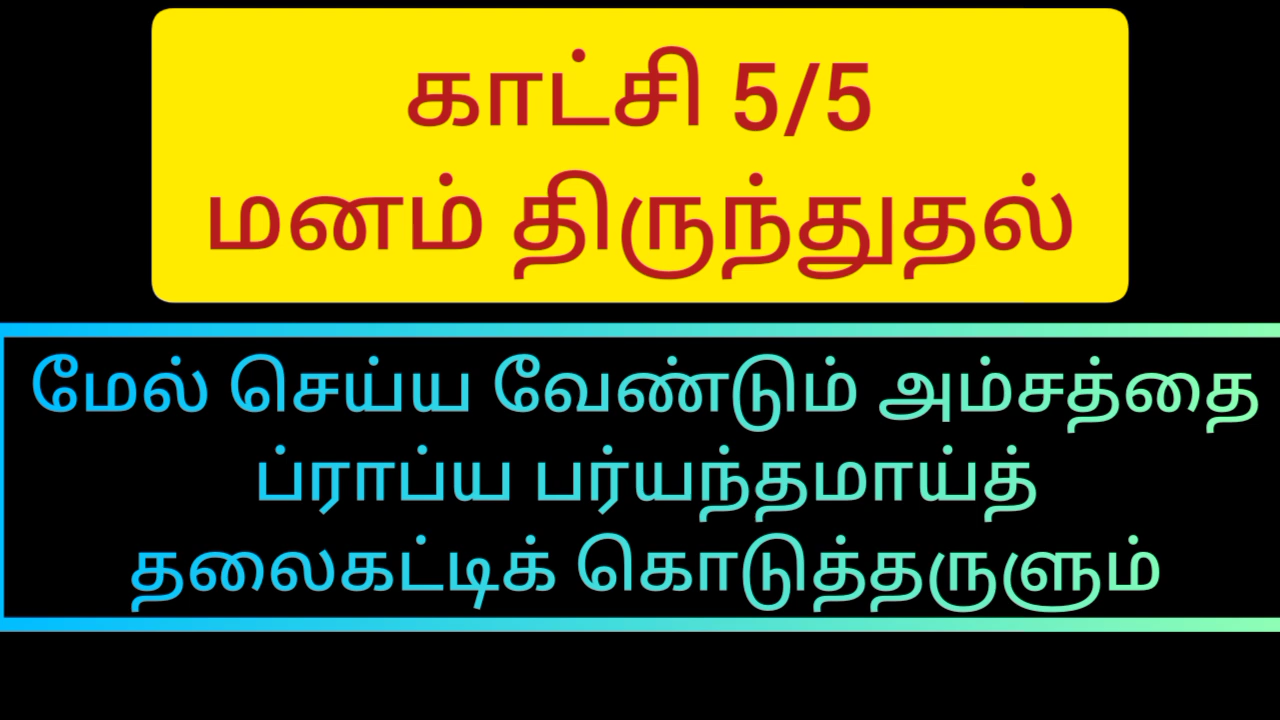 காட்சி 5/5
மனம் திருந்துதல்
மேல் செய்ய வேண்டும் அம்சத்தை
ப்ராப்ய பர்யந்தமாய்த்
தலைகட்டிக் கொடுத்தருளும்